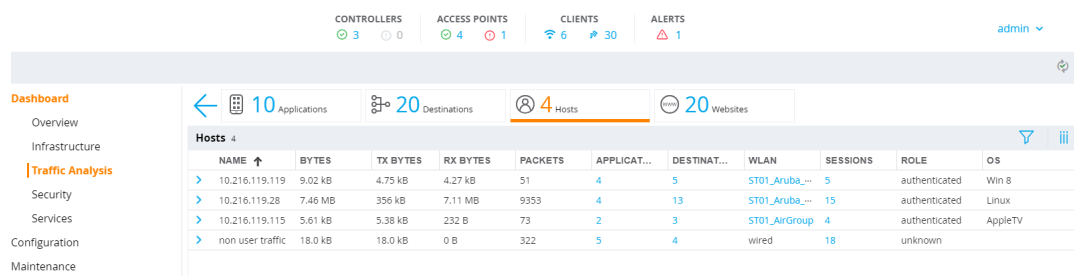 CONTROLLERS ACCESS POINTS CLIENTS ALERTS
3 0 4 1 6 30 1
admin
Dashboard
Overview
Infrastructure
Traffic Analysis
Security
Services
Configuration
Maintenance
10 Applications 20 Destinations 4 Hosts www 20 Websites
Hosts 4
NAME BYTES TX BYTES RX BYTES PACKETS APPLICAT... DESTINAT... WLAN SESSIONS ROLE OS
10.216.119.119 9.02 kB 4.75 kB 4.27 kB 51 4 5 ST01_Aruba_... 5 authenticated Win 8
10.216.119.28 7.46 MB 356 kB 7.11 MB 9353 4 13 ST01_Aruba_... 15 authenticated Linux
10.216.119.115 5.61 kB 5.38 kB 232 B 73 2 3 ST01_AirGroup 4 authenticated AppleTV
non user traffic 18.0 kB 18.0 kB 0 B 322 5 4 wired 18 unknown